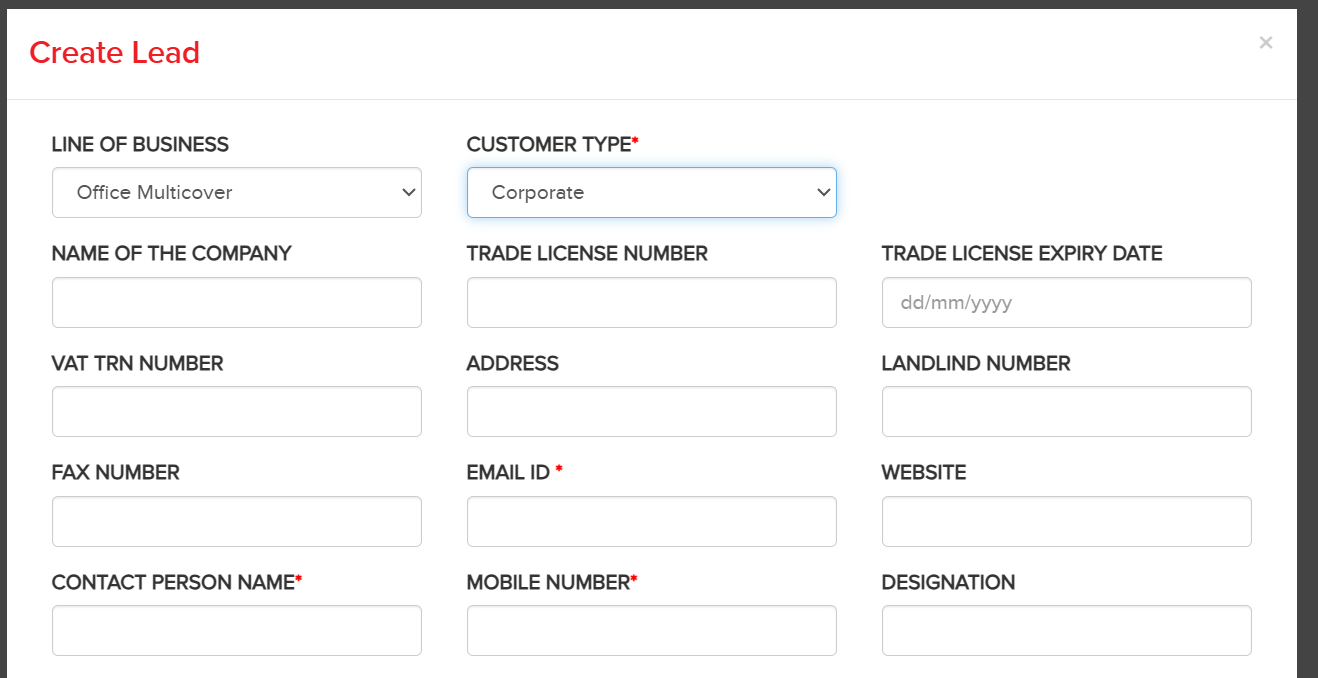 Create Lead
×
LINE OF BUSINESS CUSTOMER TYPE*
Office Multicover Corporate
NAME OF THE COMPANY TRADE LICENSE NUMBER TRADE LICENSE EXPIRY DATE
dd/mm/yyyy
VAT TRN NUMBER ADDRESS LANDLIND NUMBER
FAX NUMBER EMAIL ID * WEBSITE
CONTACT PERSON NAME* MOBILE NUMBER* DESIGNATION